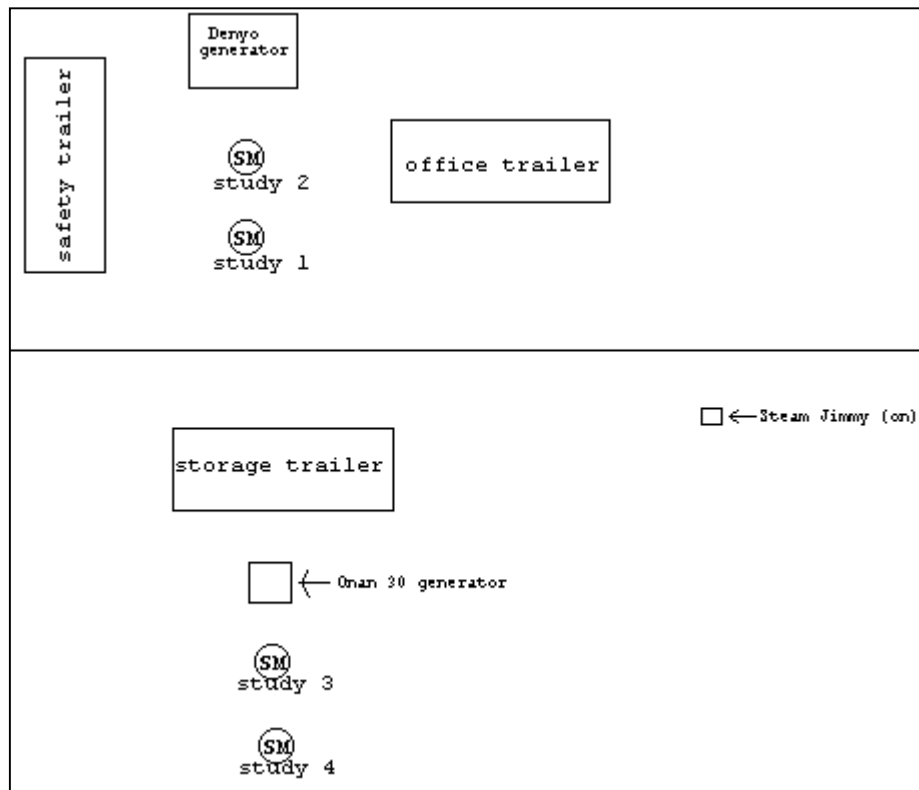 Denyo
generator
safety trailer
SM
study 2
office trailer
SM
study 1
Steam Jimmy (on)
storage trailer
Onan 30 generator
SM
study 3
SM
study 4